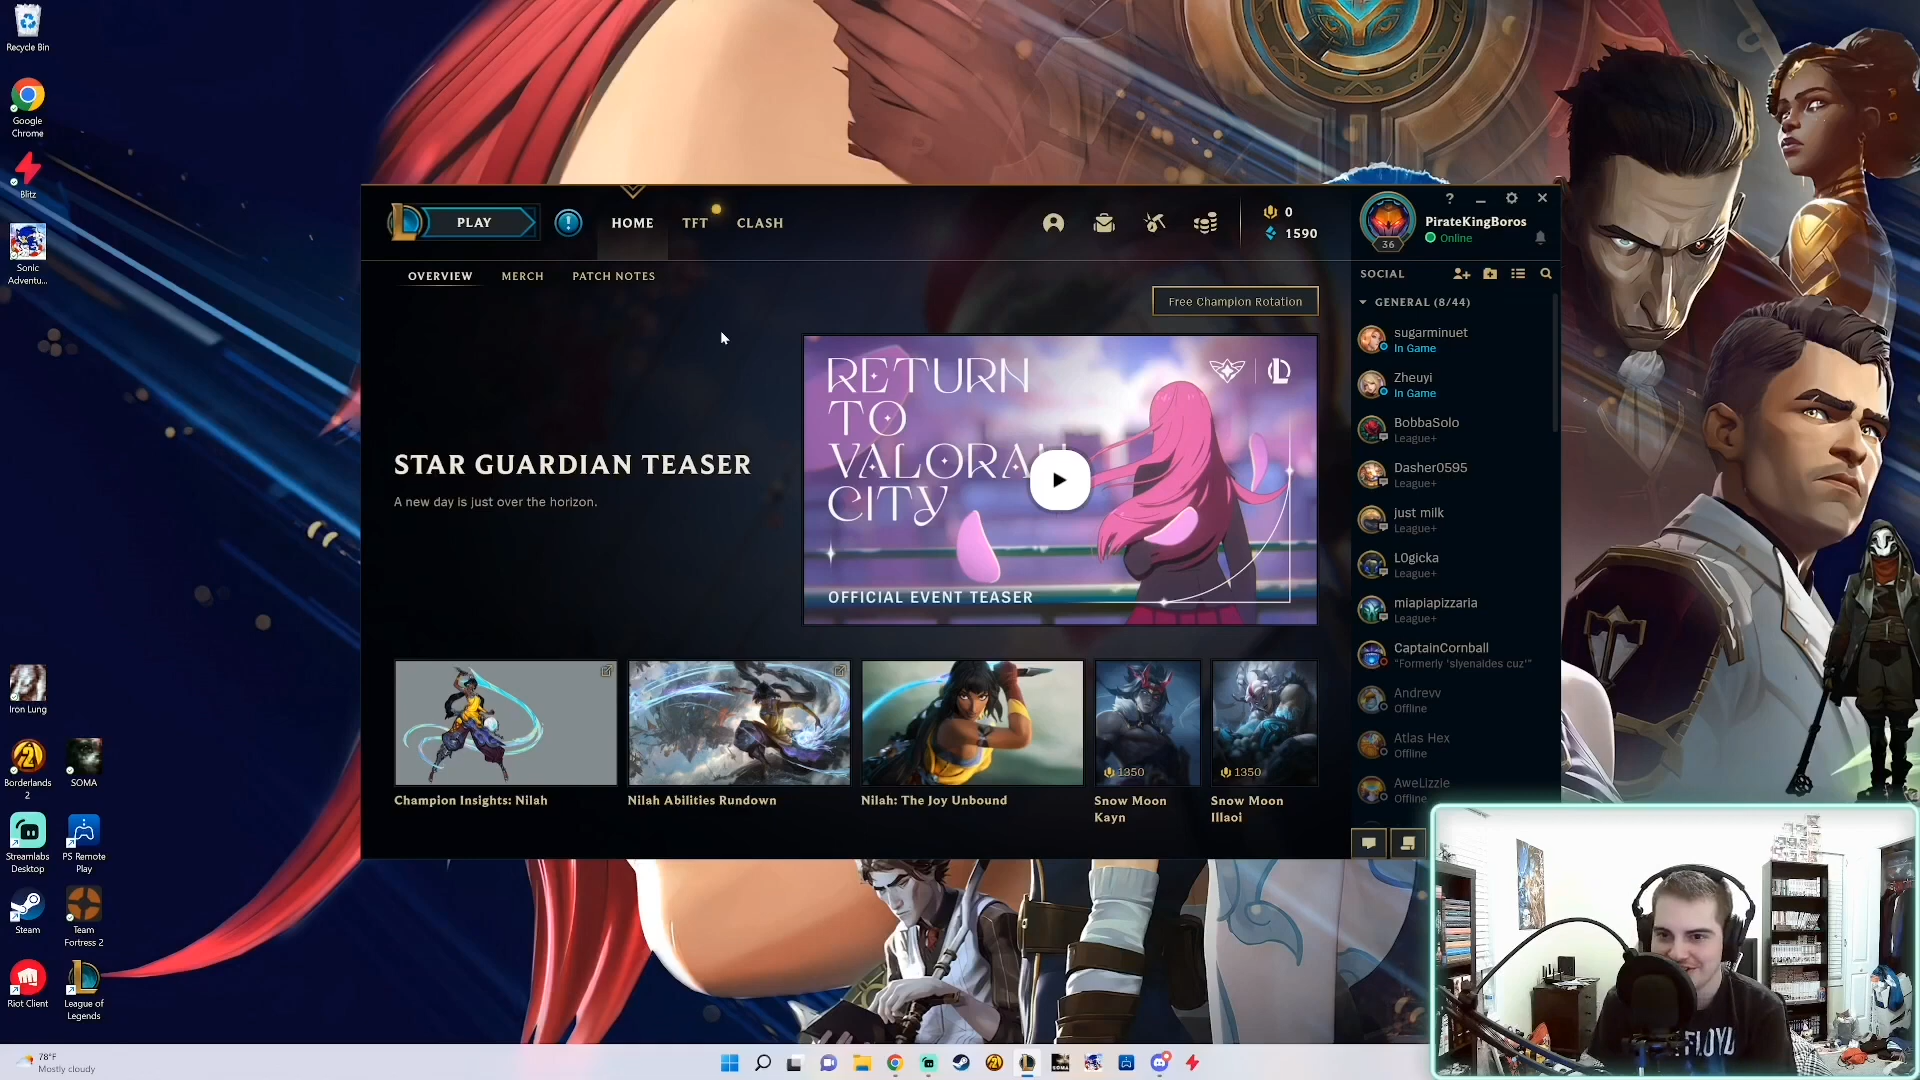 Recycle Bin
Google
Chrome
Blitz
Sonic
Adventu...
Iron Lung
Borderlands
2
SOMA
Streamlabs
Desktop
PS Remote
Play
Steam
Team
Fortress 2
Riot Client
League of
Legends
PLAY
HOME
TFT
CLASH
0
1590
36
PirateKingBoros
Online
OVERVIEW
MERCH
PATCH NOTES
Free Champion Rotation
STAR GUARDIAN TEASER
A new day is just over the horizon.
RETURN
TO
VALORAN
CITY
OFFICIAL EVENT TEASER
Champion Insights: Nilah
Nilah Abilities Rundown
Nilah: The Joy Unbound
1350
Snow Moon
Kayn
1350
Snow Moon
Illaoi
SOCIAL
GENERAL (8/44)
sugarminuet
In Game
Zheuyi
In Game
BobbaSolo
League+
Dasher0595
League+
just milk
League+
L0gicka
League+
miapiapizzaria
League+
CaptainCornball
"Formerly 'slyenaldes cuz'"
Andrevv
Offline
Atlas Hex
Offline
AweLizzie
Offline
FLOYD
78°F
Mostly cloudy
SOMA